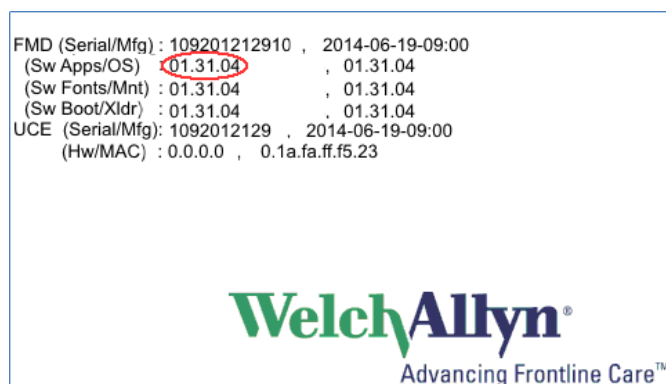 FMD (Serial/Mfg) : 109201212910 , 2014-06-19-09:00
(Sw Apps/OS) : 01.31.04 , 01.31.04
(Sw Fonts/Mnt) : 01.31.04 , 01.31.04
(Sw Boot/Xldr) : 01.31.04 , 01.31.04
UCE (Serial/Mfg): 1092012129 , 2014-06-19-09:00
(Hw/MAC) : 0.0.0.0 , 0.1a.fa.ff.f5.23
WelchAllyn®
Advancing Frontline Care™